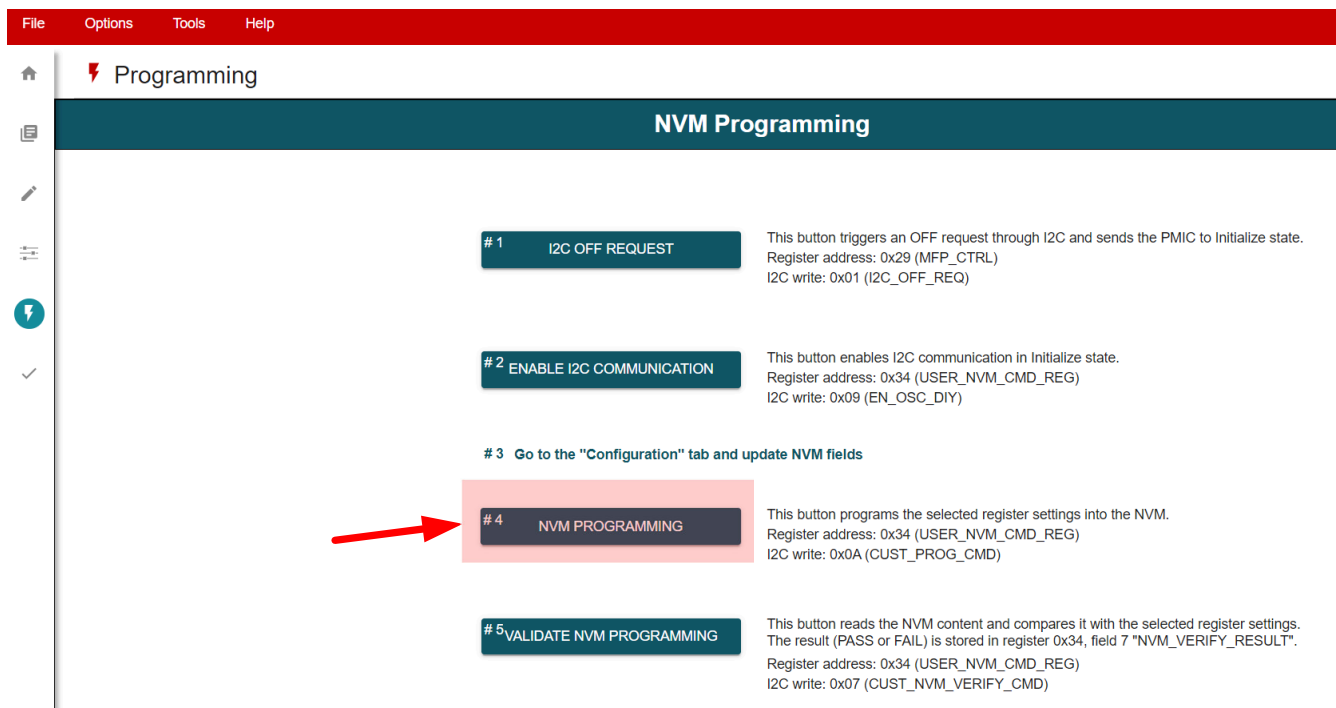 File Options Tools Help
Programming
NVM Programming
# 1 I2C OFF REQUEST
This button triggers an OFF request through I2C and sends the PMIC to Initialize state.
Register address: 0x29 (MFP_CTRL)
I2C write: 0x01 (I2C_OFF_REQ)
# 2 ENABLE I2C COMMUNICATION
This button enables I2C communication in Initialize state.
Register address: 0x34 (USER_NVM_CMD_REG)
I2C write: 0x09 (EN_OSC_DIY)
# 3 Go to the "Configuration" tab and update NVM fields
# 4 NVM PROGRAMMING
This button programs the selected register settings into the NVM.
Register address: 0x34 (USER_NVM_CMD_REG)
I2C write: 0x0A (CUST_PROG_CMD)
# 5 VALIDATE NVM PROGRAMMING
This button reads the NVM content and compares it with the selected register settings.
The result (PASS or FAIL) is stored in register 0x34, field 7 "NVM_VERIFY_RESULT".
Register address: 0x34 (USER_NVM_CMD_REG)
I2C write: 0x07 (CUST_NVM_VERIFY_CMD)